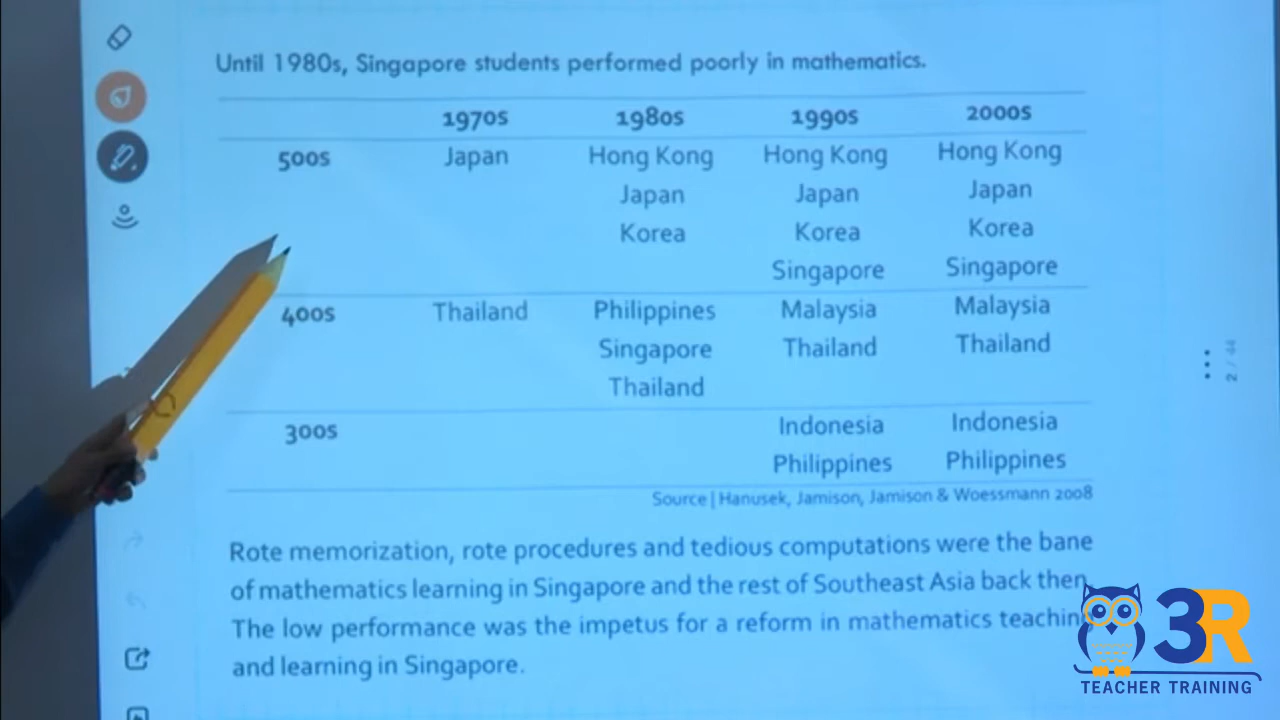 Until 1980s, Singapore students performed poorly in mathematics.
1970s 1980s 1990s 2000s
500s Japan Hong Kong Hong Kong Hong Kong
Japan Japan Japan
Korea Korea Korea
Singapore Singapore
400s Thailand Philippines Malaysia Malaysia
Singapore Thailand Thailand
Thailand
300s Indonesia Indonesia
Philippines Philippines
Source | Hanusek, Jamison, Jamison & Woessmann 2008
Rote memorization, rote procedures and tedious computations were the bane
of mathematics learning in Singapore and the rest of Southeast Asia back then.
The low performance was the impetus for a reform in mathematics teachin
and learning in Singapore.
2 / 44
3R
TEACHER TRAINING